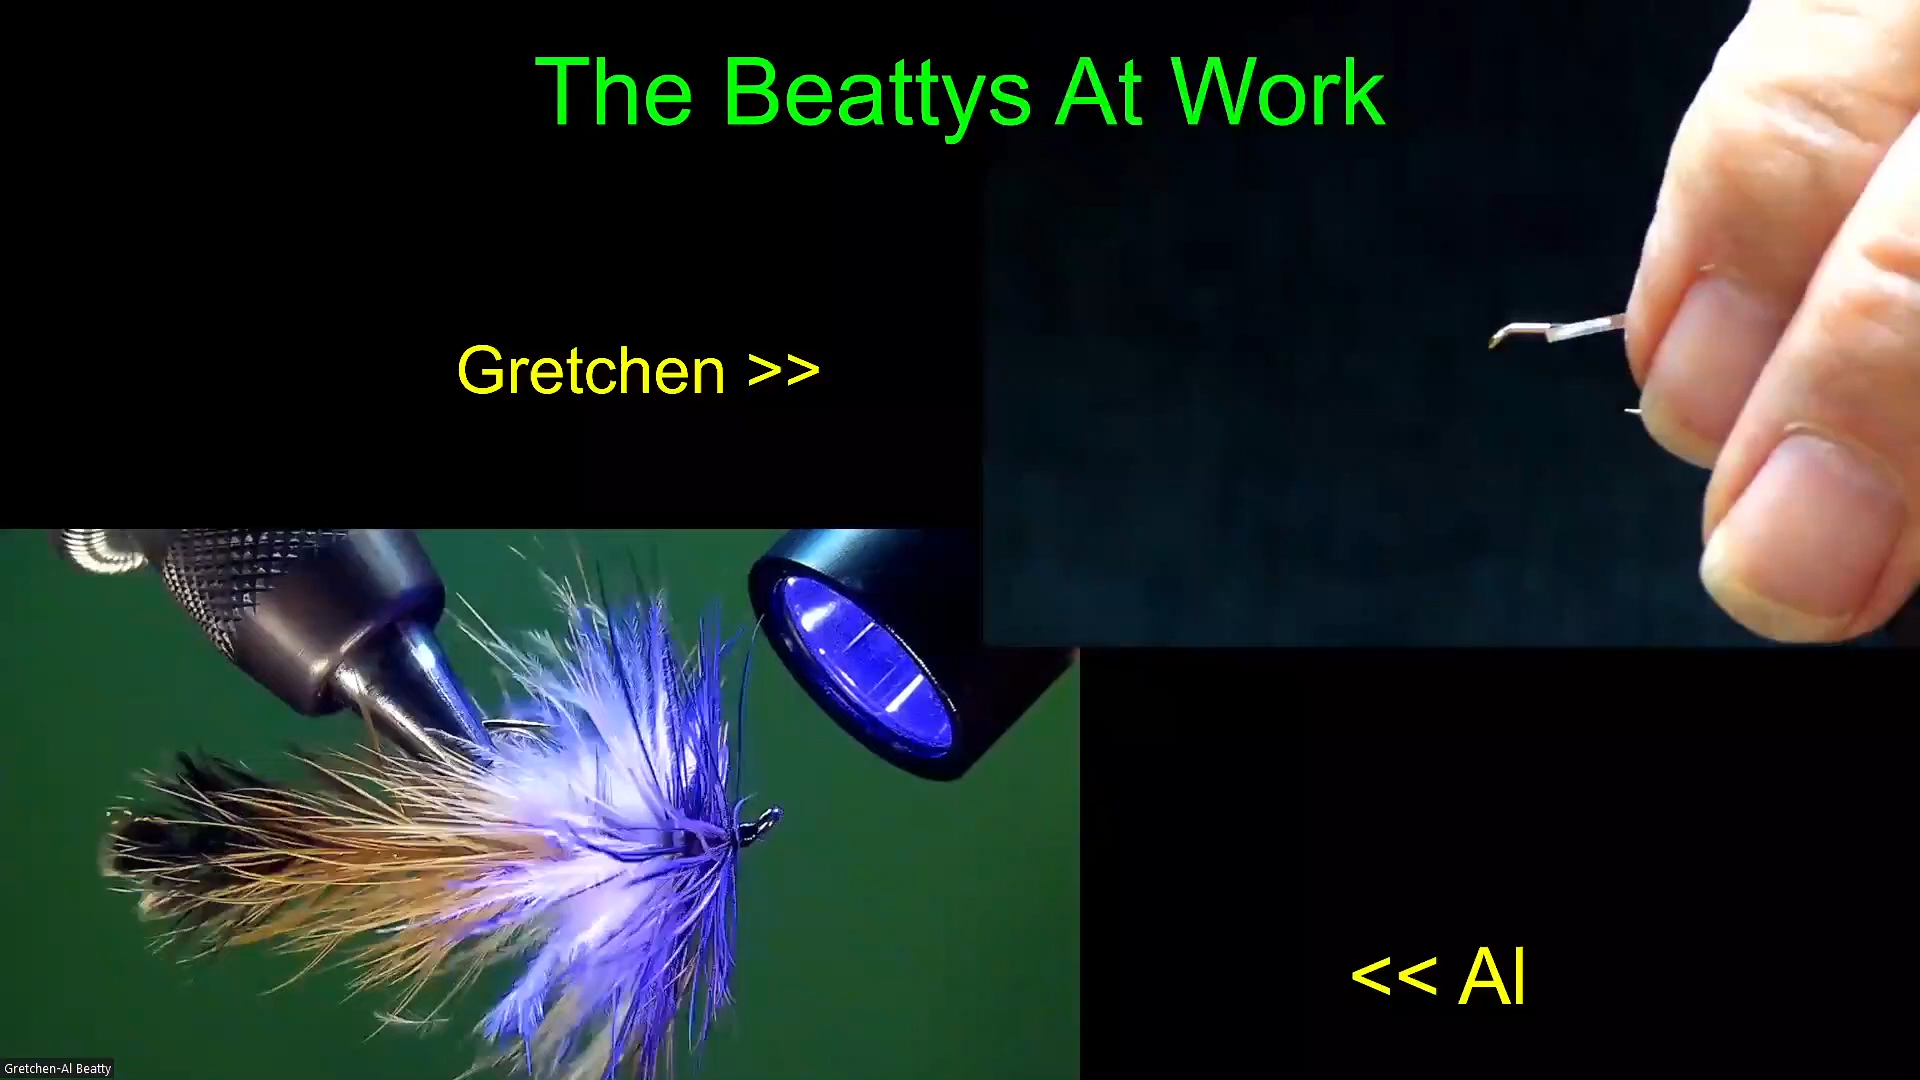 The Beattys At Work
Gretchen >>
<< Al
Gretchen-Al Beatty